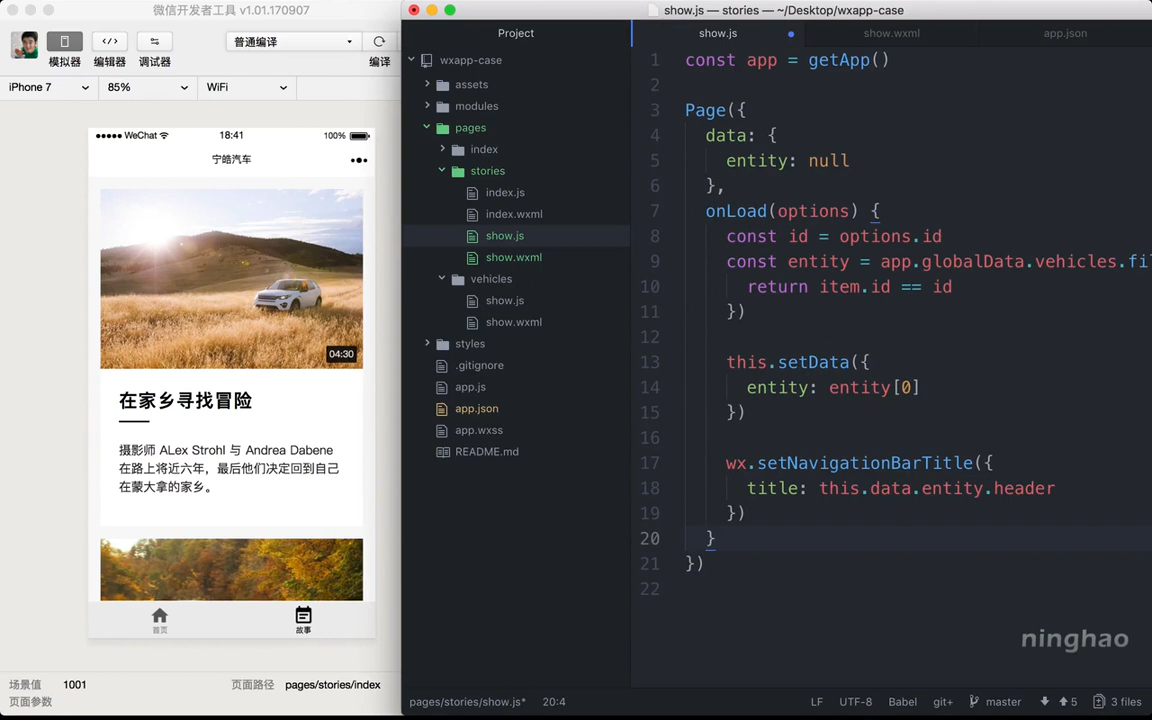 微信开发者工具 v1.01.170907
模拟器
编辑器
调试器
普通编译
编译
iPhone 7
85%
WiFi
WeChat
18:41
100%
宁皓汽车
04:30
在家乡寻找冒险
摄影师 ALex Strohl 与 Andrea Dabene
在路上将近六年，最后他们决定回到自己
在蒙大拿的家乡。
首页
故事
场景值
1001
页面路径
pages/stories/index
页面参数
show.js — stories — ~/Desktop/wxapp-case
Project
wxapp-case
assets
modules
pages
index
stories
index.js
index.wxml
show.js
show.wxml
vehicles
show.js
show.wxml
styles
.gitignore
app.js
app.json
app.wxss
README.md
show.js
show.wxml
app.json
1 const app = getApp()
2
3 Page({
4 data: {
5 entity: null
6 },
7 onLoad(options) {
8 const id = options.id
9 const entity = app.globalData.vehicles.fil
10 return item.id == id
11 })
12
13 this.setData({
14 entity: entity[0]
15 })
16
17 wx.setNavigationBarTitle({
18 title: this.data.entity.header
19 })
20 }
21 })
22
ninghao
pages/stories/show.js*
20:4
LF
UTF-8
Babel
git+
master
5
3 files